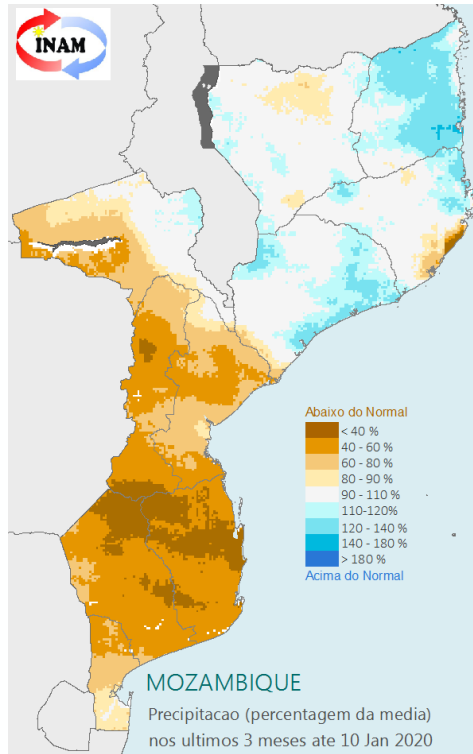 INAM
Abaixo do Normal
< 40 %
40 - 60 %
60 - 80 %
80 - 90 %
90 - 110 %
110-120%
120 - 140 %
140 - 180 %
> 180 %
Acima do Normal
MOZAMBIQUE
Precipitacao (percentagem da media)
nos ultimos 3 meses ate 10 Jan 2020